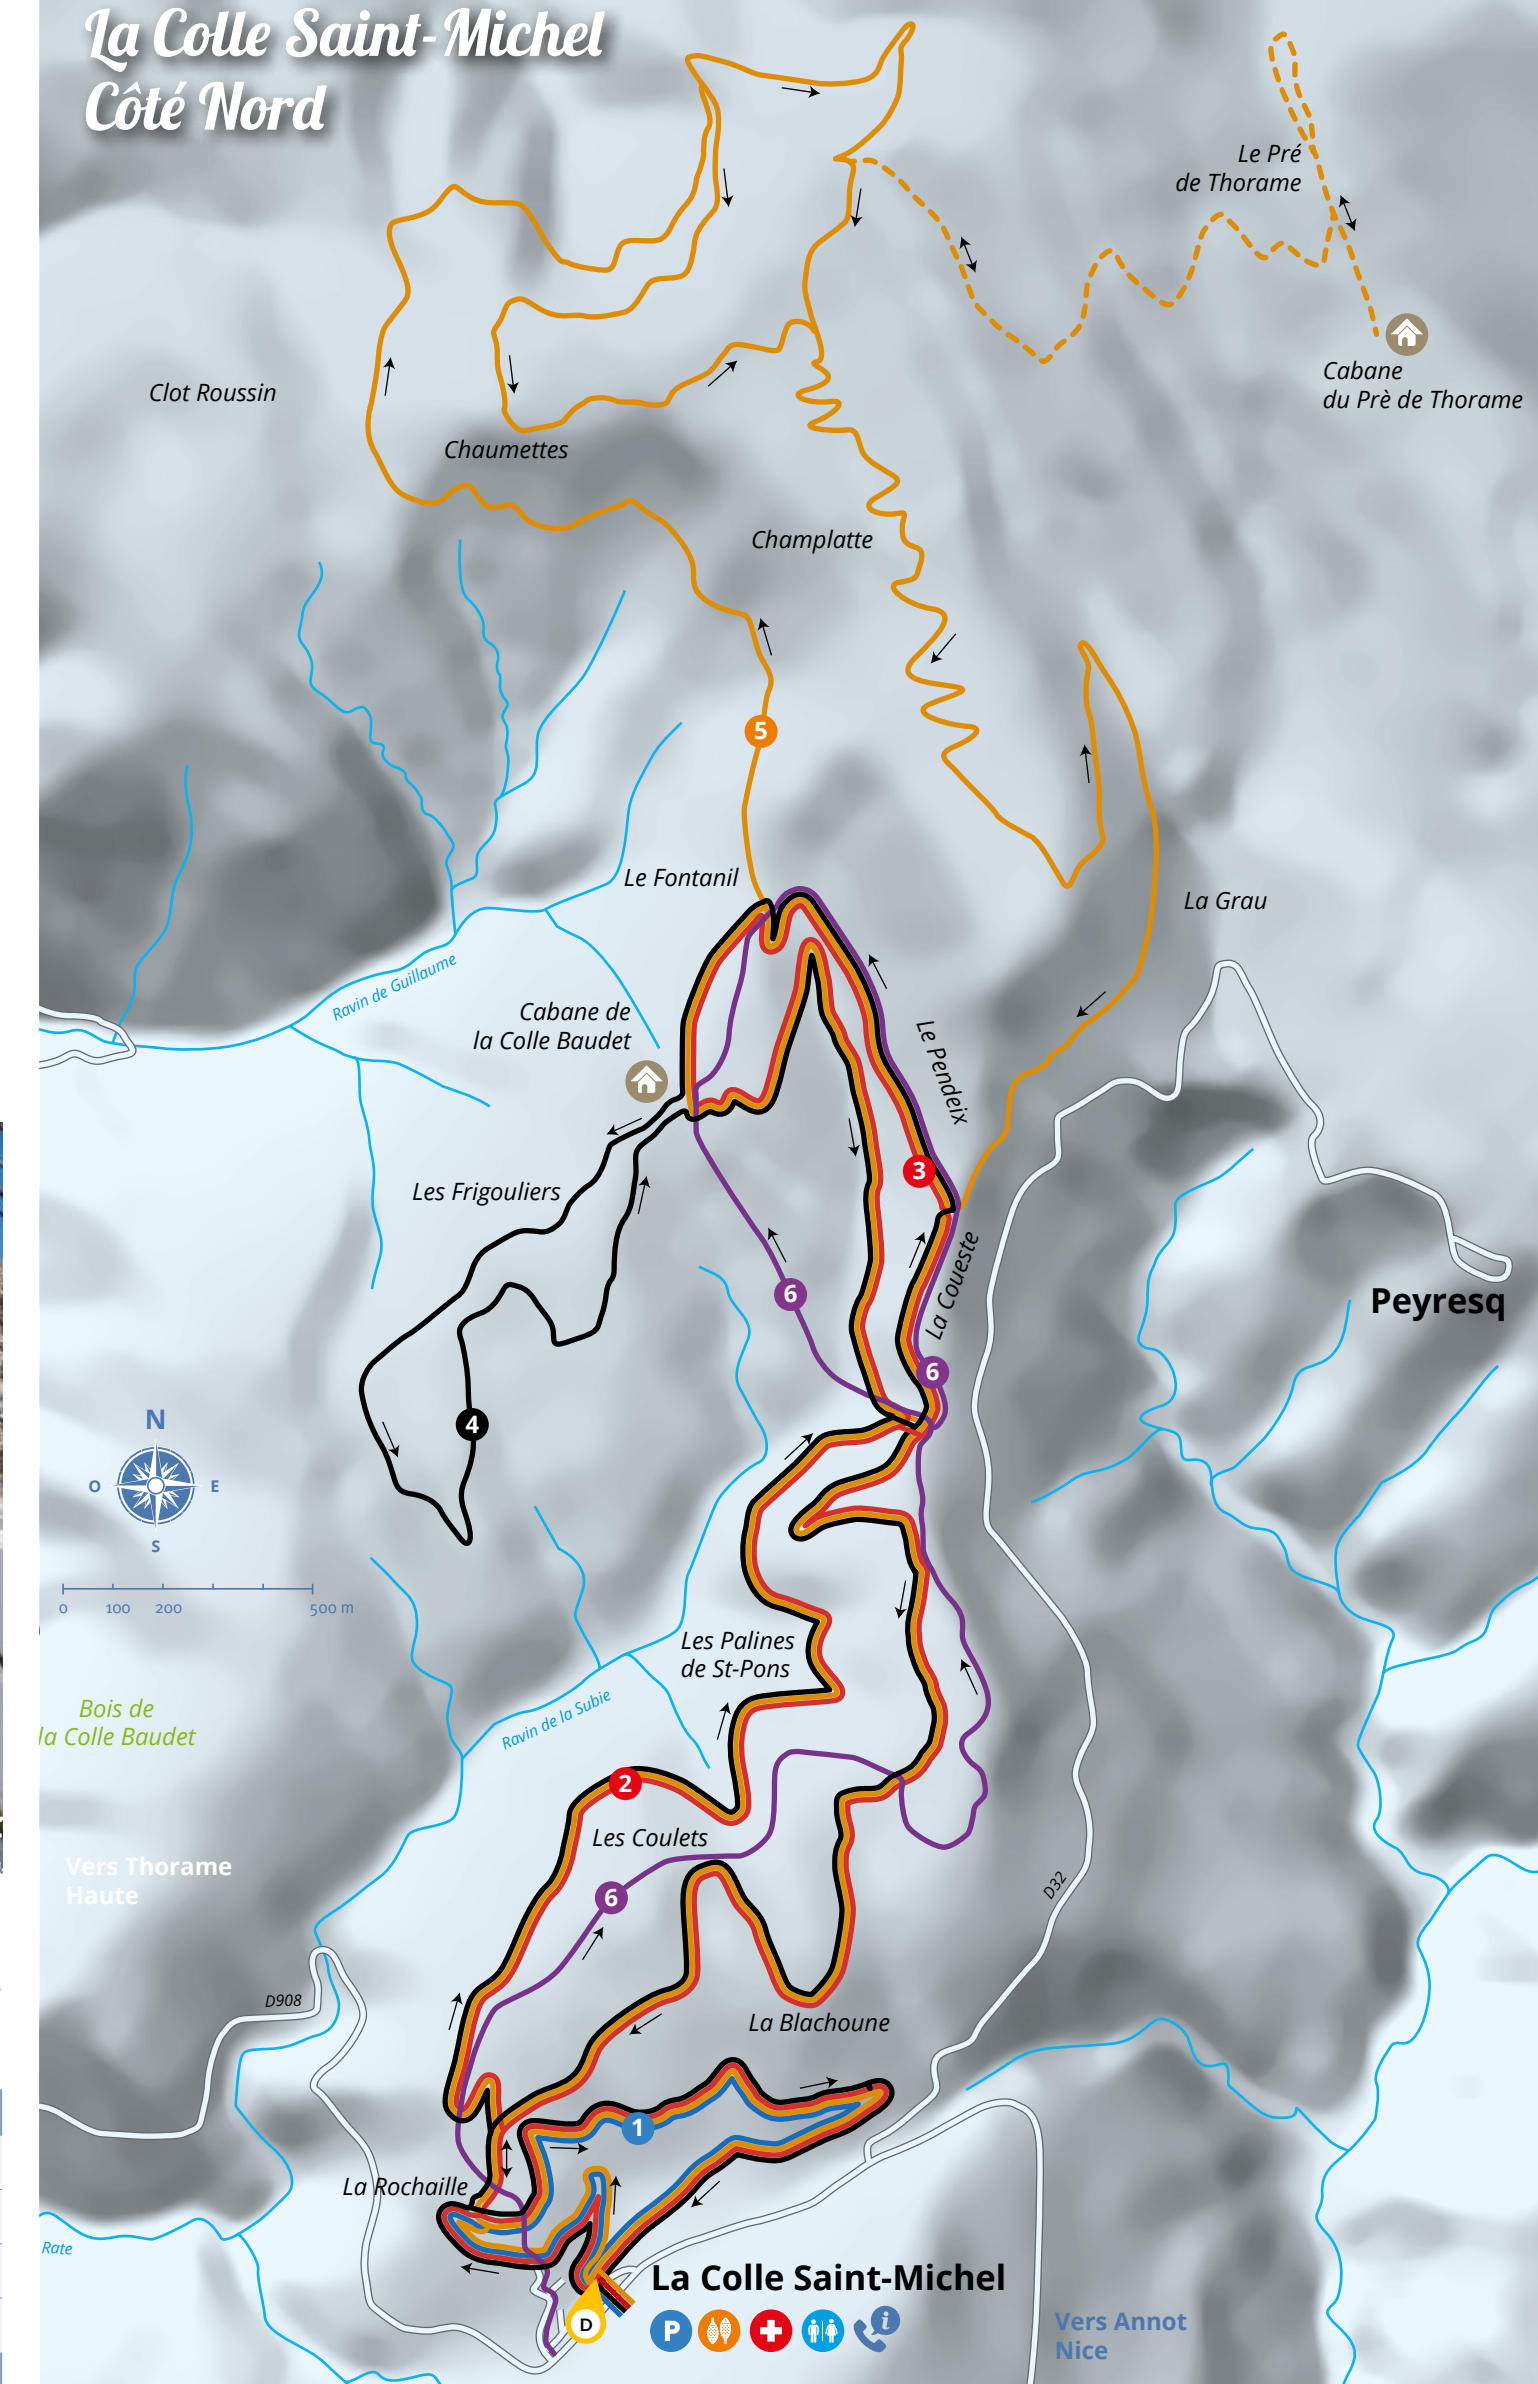 La Colle Saint-Michel
Côté Nord
Le Pré
de Thorame
Cabane
du Prè de Thorame
Clot Roussin
Chaumettes
Champlatte
5
Le Fontanil
La Grau
Ravin de Guillaume
Cabane de
la Colle Baudet
Le Pendeix
3
Les Frigouliers
La Coueste
6
Peyresq
6
4
N
O
E
S
0 100 200 500 m
Les Palines
de St-Pons
Bois de
la Colle Baudet
Ravin de la Subie
2
Les Coulets
Vers Thorame
Haute
6
D32
D908
La Blachoune
1
La Rochaille
Rate
La Colle Saint-Michel
D
P
i
Vers Annot
Nice